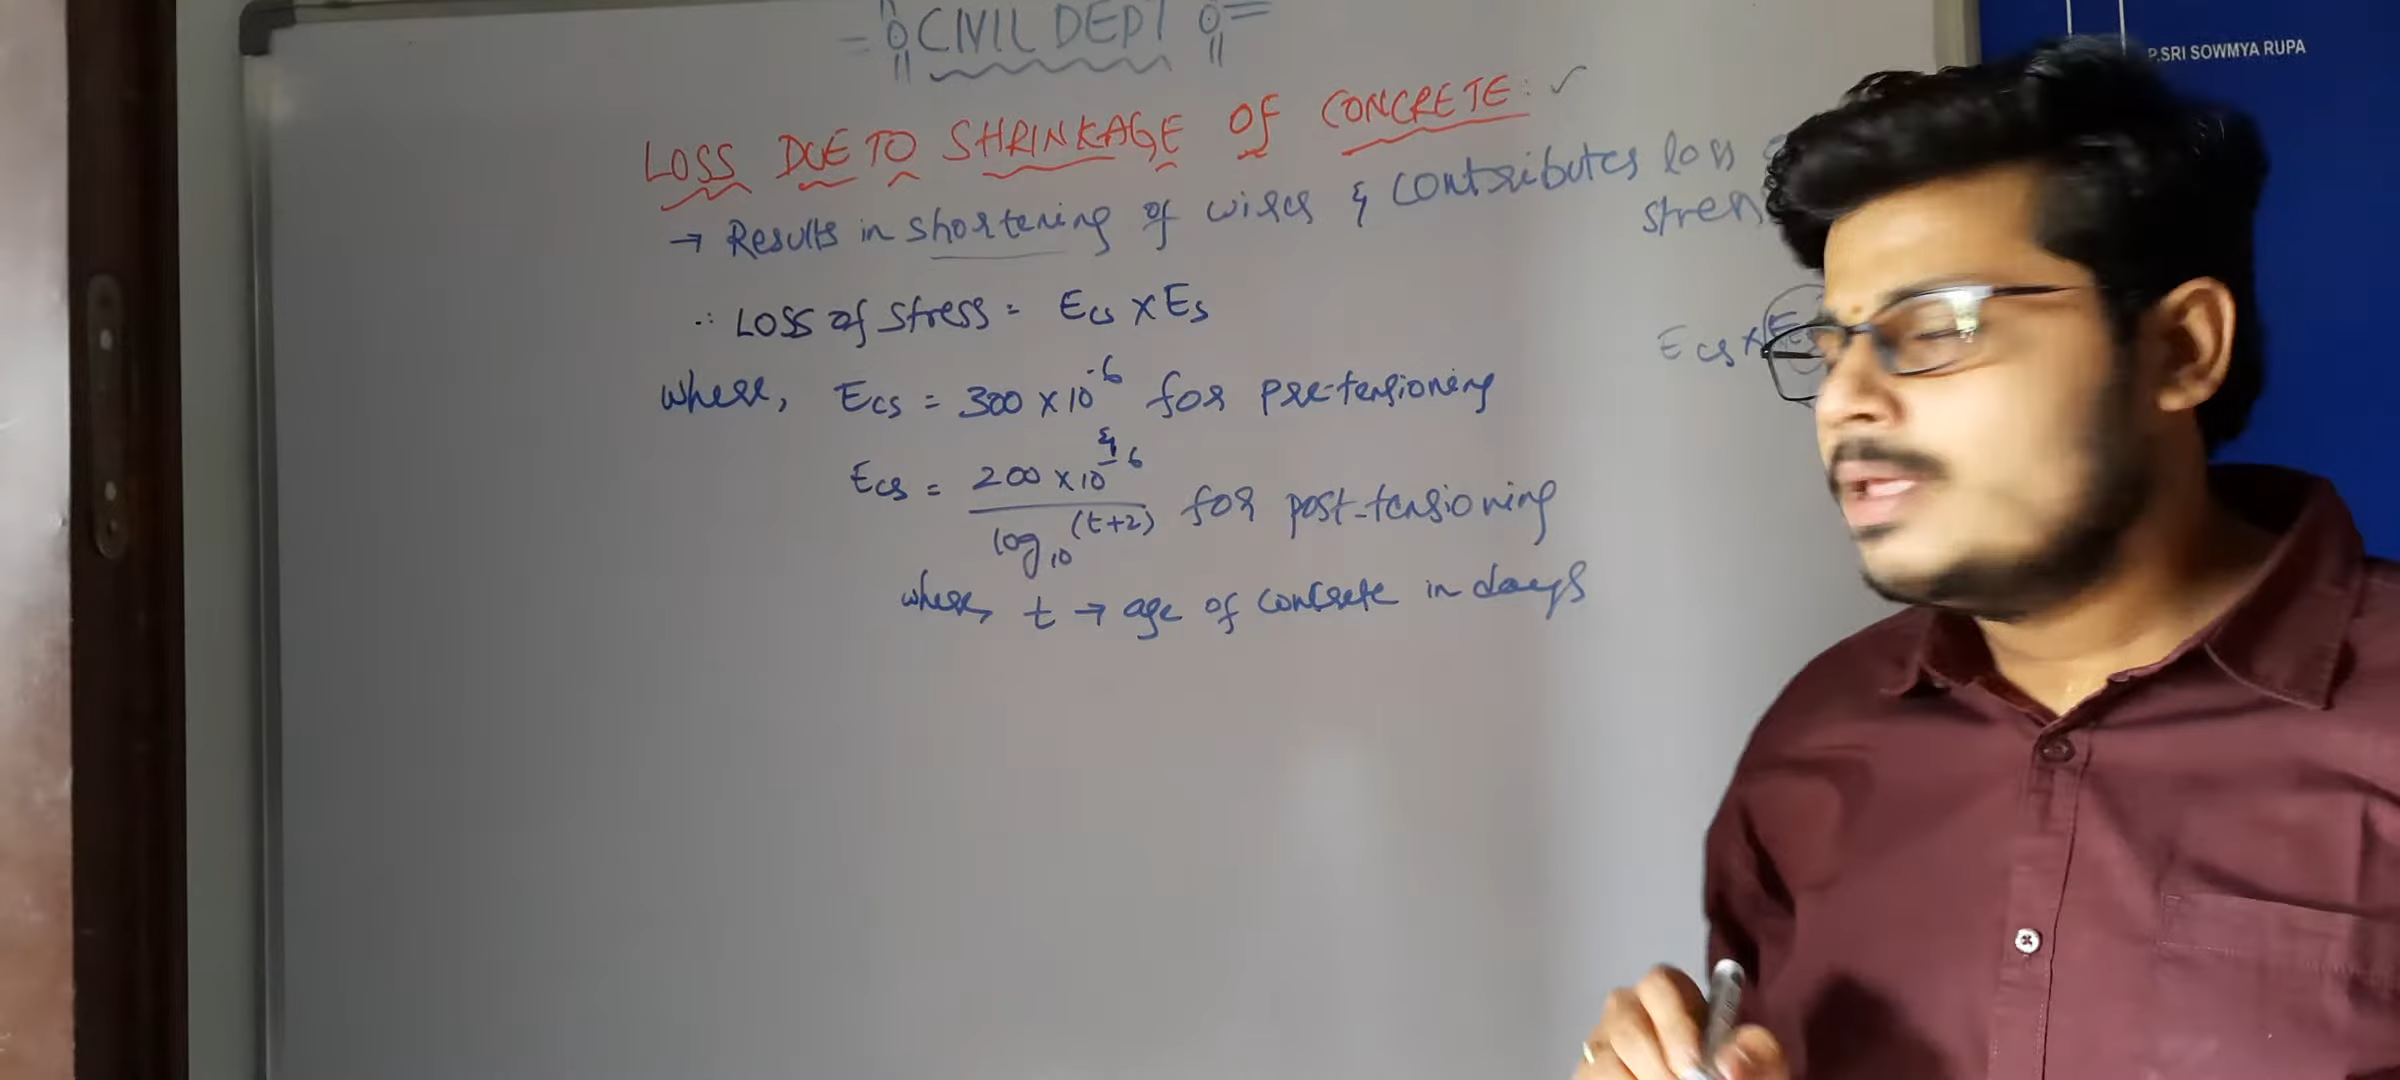 = CIVIL DEPT =
P.SRI SOWMYA RUPA
LOSS DUE TO SHRINKAGE OF CONCRETE: ✓
→ Results in shortening of wires & contributes loss
stress
∴ LOSS of stress = Ecs x Es
Ecs x Es
where, Ecs = 300 x 10^-6 for pre-tensioning
&
Ecs = 200 x 10^-6 / log10 (t+2) for post-tensioning
where, t → age of concrete in days